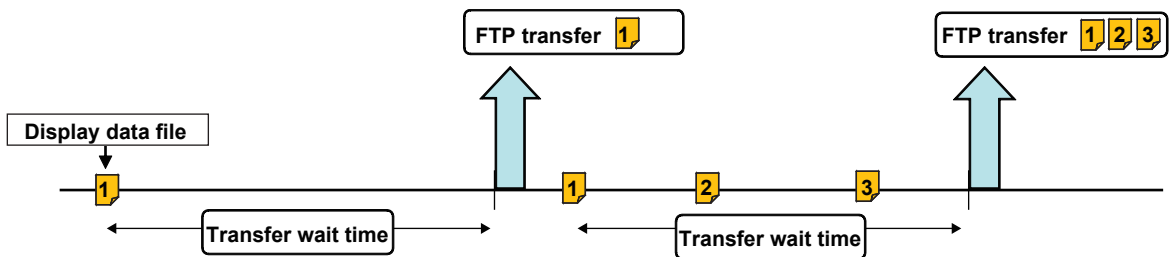 FTP transfer 1
FTP transfer 1 2 3
Display data file
1
1
2
3
Transfer wait time
Transfer wait time